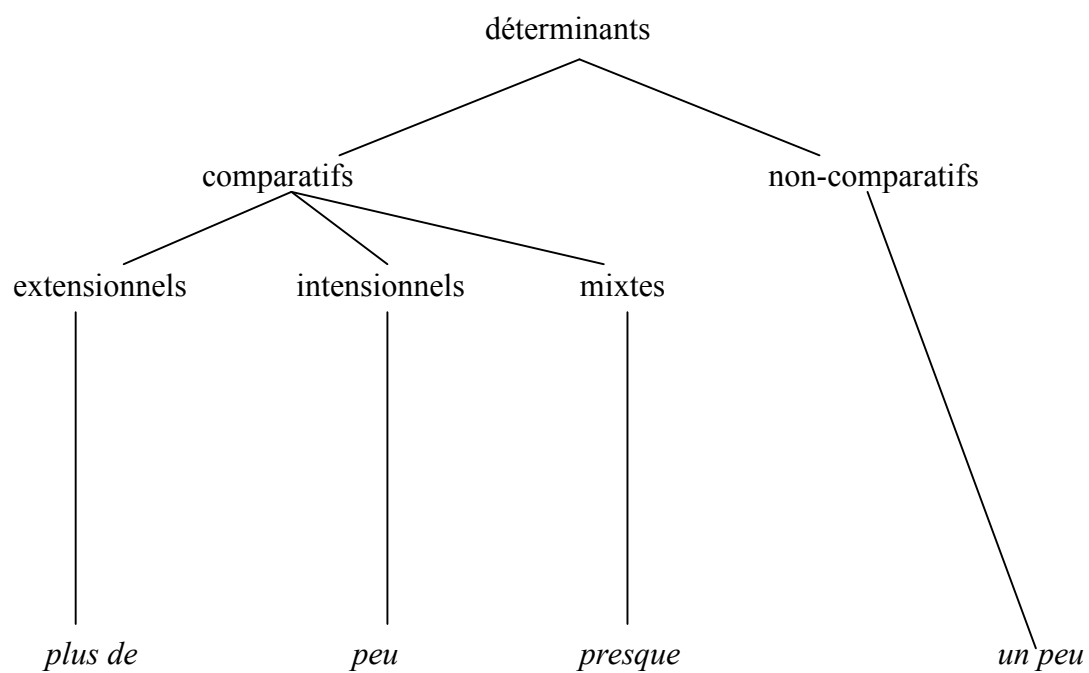 déterminants
comparatifs non-comparatifs
extensionnels intensionnels mixtes
plus de peu presque un peu